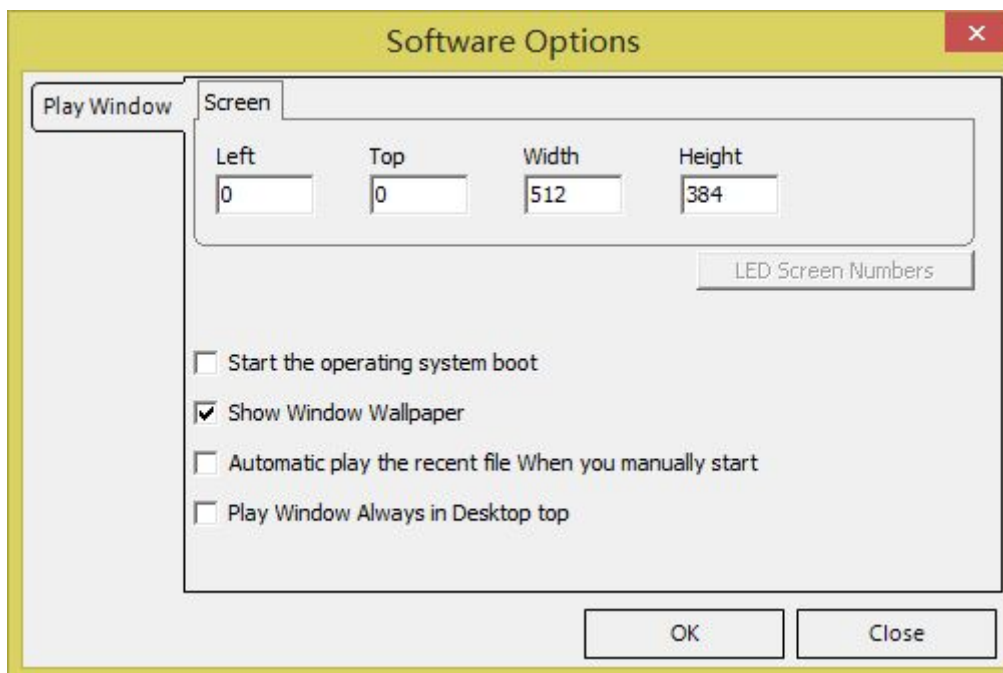 Software Options
Play Window
Screen
Left Top Width Height
0 0 512 384
LED Screen Numbers
Start the operating system boot
Show Window Wallpaper
Automatic play the recent file When you manually start
Play Window Always in Desktop top
OK Close